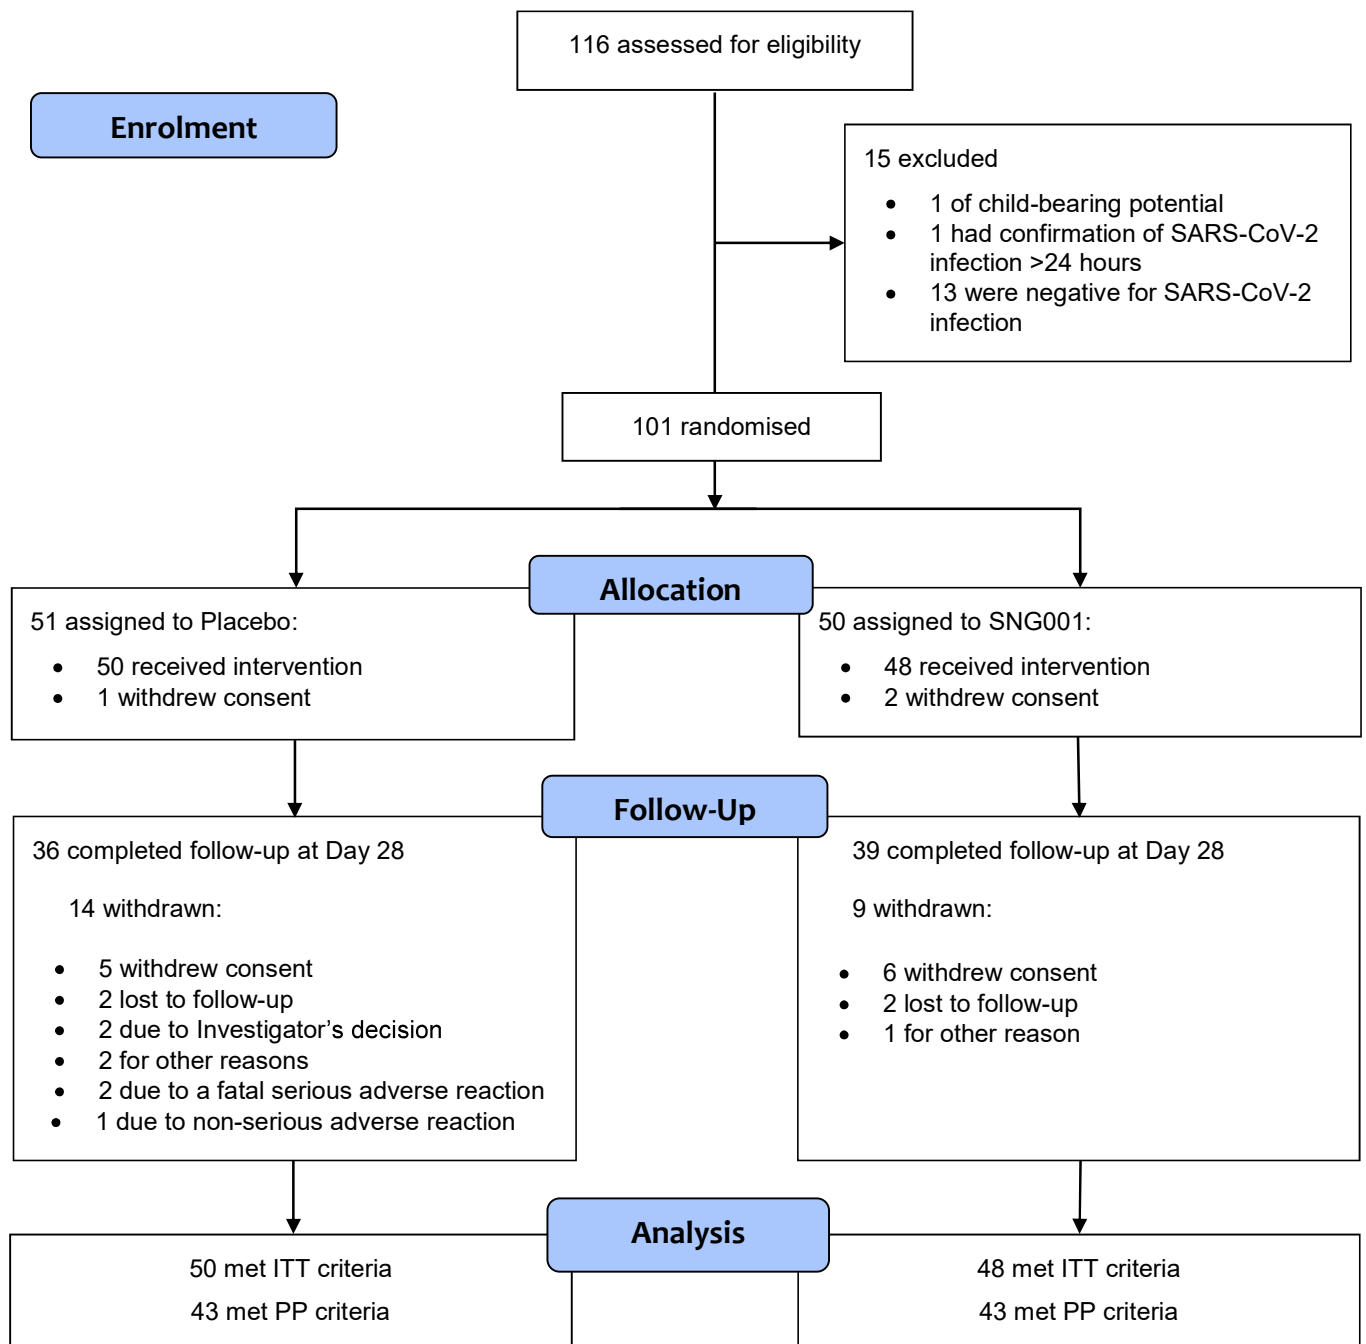 116 assessed for eligibility
Enrolment
15 excluded
• 1 of child-bearing potential
• 1 had confirmation of SARS-CoV-2
infection >24 hours
• 13 were negative for SARS-CoV-2
infection
101 randomised
Allocation
51 assigned to Placebo:
• 50 received intervention
• 1 withdrew consent
50 assigned to SNG001:
• 48 received intervention
• 2 withdrew consent
Follow-Up
36 completed follow-up at Day 28
14 withdrawn:
• 5 withdrew consent
• 2 lost to follow-up
• 2 due to Investigator’s decision
• 2 for other reasons
• 2 due to a fatal serious adverse reaction
• 1 due to non-serious adverse reaction
39 completed follow-up at Day 28
9 withdrawn:
• 6 withdrew consent
• 2 lost to follow-up
• 1 for other reason
Analysis
50 met ITT criteria
43 met PP criteria
48 met ITT criteria
43 met PP criteria